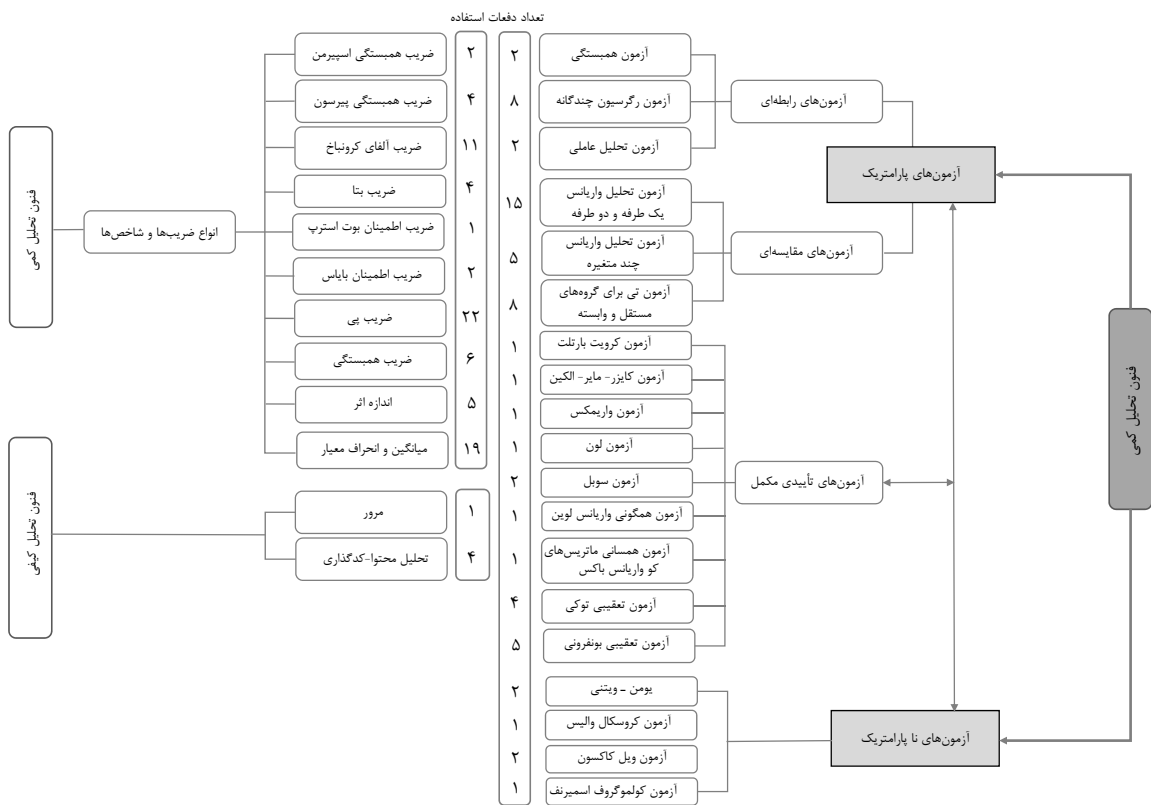 تعداد دفعات استفاده
فنون تحلیل کمی
آزمون‌های پارامتریک
آزمون‌های رابطه‌ای
آزمون همبستگی
۲
آزمون رگرسیون چندگانه
۸
آزمون تحلیل عاملی
۲
آزمون‌های مقایسه‌ای
آزمون تحلیل واریانس
یک طرفه و دو طرفه
۱۵
آزمون تحلیل واریانس
چند متغیره
۵
آزمون تی برای گروه‌های
مستقل و وابسته
۸
آزمون‌های تأییدی مکمل
آزمون کرویت بارتلت
۱
آزمون کایزر- مایر- الکین
۱
آزمون واریمکس
۱
آزمون لون
۱
آزمون سوبل
۲
آزمون همگونی واریانس لوین
۱
آزمون همسانی ماتریس‌های
کو واریانس باکس
۱
آزمون تعقیبی توکی
۴
آزمون تعقیبی بونفرونی
۵
آزمون‌های نا پارامتریک
یومن ـ ویتنی
۲
آزمون کروسکال والیس
۱
آزمون ویل کاکسون
۲
آزمون کولموگروف اسمیرنف
۱
فنون تحلیل کمی
انواع ضریب‌ها و شاخص‌ها
ضریب همبستگی اسپیرمن
۲
ضریب همبستگی پیرسون
۴
ضریب آلفای کرونباخ
۱۱
ضریب بتا
۴
ضریب اطمینان بوت استرپ
۱
ضریب اطمینان بایاس
۲
ضریب پی
۲۲
ضریب همبستگی
۶
اندازه اثر
۵
میانگین و انحراف معیار
۱۹
فنون تحلیل کیفی
مرور
۱
تحلیل محتوا-کدگذاری
۴